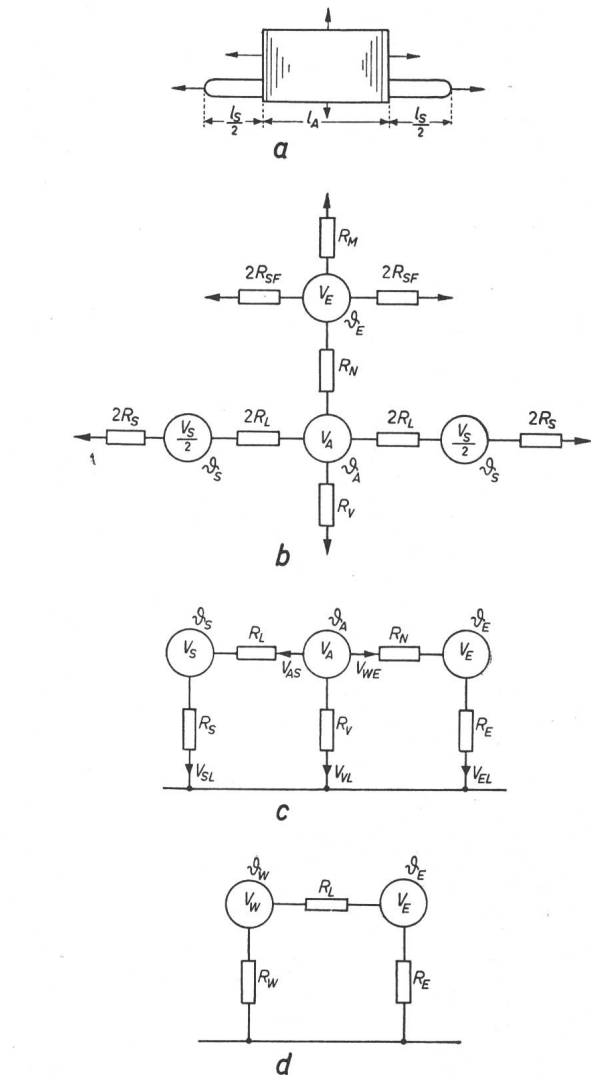 l_S/2 l_A l_S/2
a
R_M
2R_SF 2R_SF
V_E
ϑ_E
R_N
2R_S 2R_L 2R_L 2R_S
V_S/2 V_A V_S/2
ϑ_S ϑ_A ϑ_S
R_V
b
ϑ_S ϑ_A ϑ_E
R_L R_N
V_S V_A V_E
V_AS V_WE
R_S R_V R_E
V_SL V_VL V_EL
c
ϑ_W ϑ_E
R_L
V_W V_E
R_W R_E
d